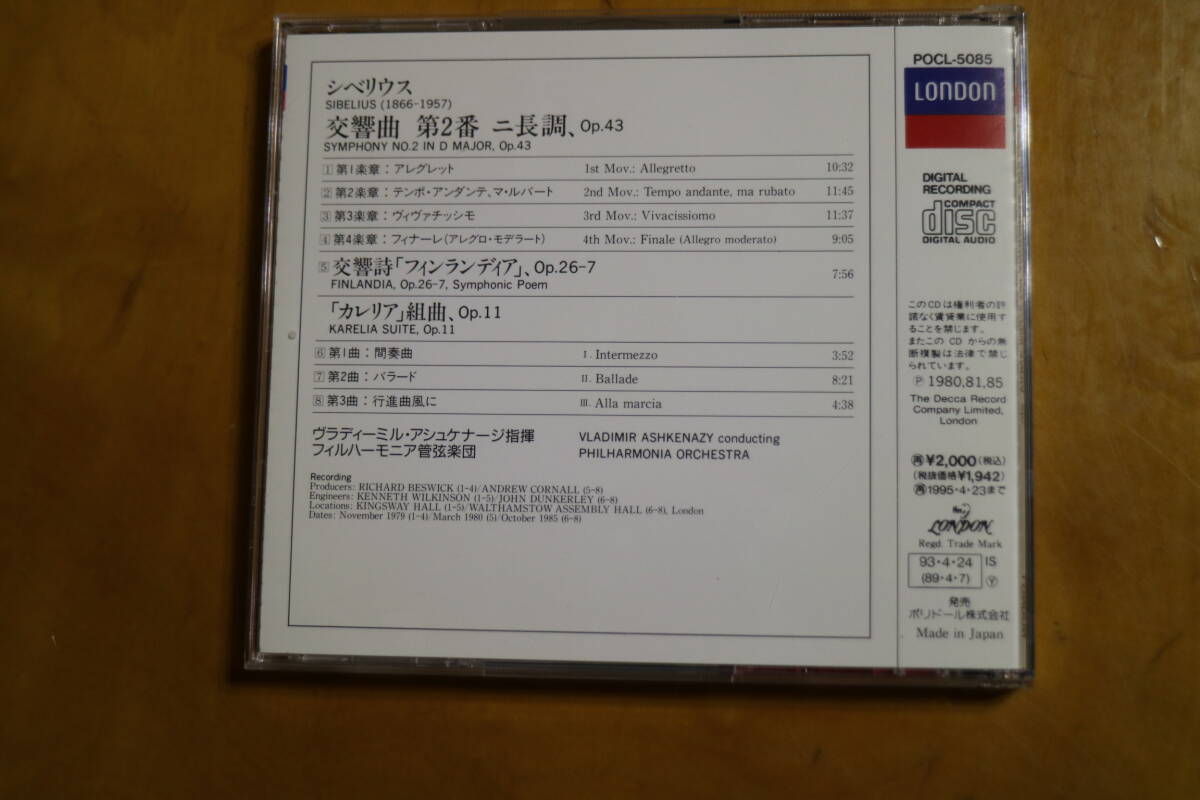 シベリウス
SIBELIUS (1866-1957)
交響曲 第2番 ニ長調、Op.43
SYMPHONY NO.2 IN D MAJOR, Op.43
1 第1楽章：アレグレット 1st Mov.: Allegretto 10:32
2 第2楽章：テンポ・アンダンテ、マ・ルバート 2nd Mov.: Tempo andante, ma rubato 11:45
3 第3楽章：ヴィヴァチッシモ 3rd Mov.: Vivacissiomo 11:37
4 第4楽章：フィナーレ（アレグロ・モデラート） 4th Mov.: Finale (Allegro moderato) 9:05
5 交響詩「フィンランディア」、Op.26-7 7:56
FINLANDIA, Op.26-7, Symphonic Poem
「カレリア」組曲、Op.11
KARELIA SUITE, Op.11
6 第1曲：間奏曲 I. Intermezzo 3:52
7 第2曲：バラード II. Ballade 8:21
8 第3曲：行進曲風に III. Alla marcia 4:38
ヴラディーミル・アシュケナージ指揮 VLADIMIR ASHKENAZY conducting
フィルハーモニア管弦楽団 PHILHARMONIA ORCHESTRA
Recording
Producers: RICHARD BESWICK (1-4)/ANDREW CORNALL (5-8)
Engineers: KENNETH WILKINSON (1-5)/JOHN DUNKERLEY (6-8)
Locations: KINGSWAY HALL (1-5)/WALTHAMSTOW ASSEMBLY HALL (6-8), London
Dates: November 1979 (1-4)/March 1980 (5)/October 1985 (6-8)
POCL-5085
LONDON
DIGITAL
RECORDING
COMPACT
disc
DIGITAL AUDIO
このCDは権利者の許
諾なく賃貸業に使用す
ることを禁じます。
またこの CD からの無
断複製は法律で禁じ
られています。
Ⓟ 1980,81,85
The Decca Record
Company Limited,
London
㊢¥2,000(税込)
(税抜価格¥1,942)
㊢1995・4・23まで
LONDON
Regd. Trade Mark
93・4・24 IS
(89・4・7) Ⓨ
発売
ポリドール株式会社
Made in Japan